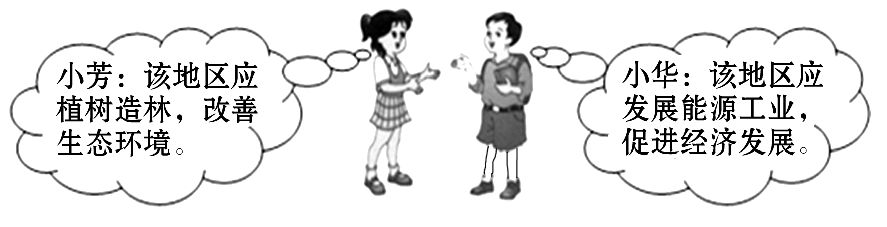 小芳：该地区应
植树造林，改善
生态环境。
小华：该地区应
发展能源工业，
促进经济发展。